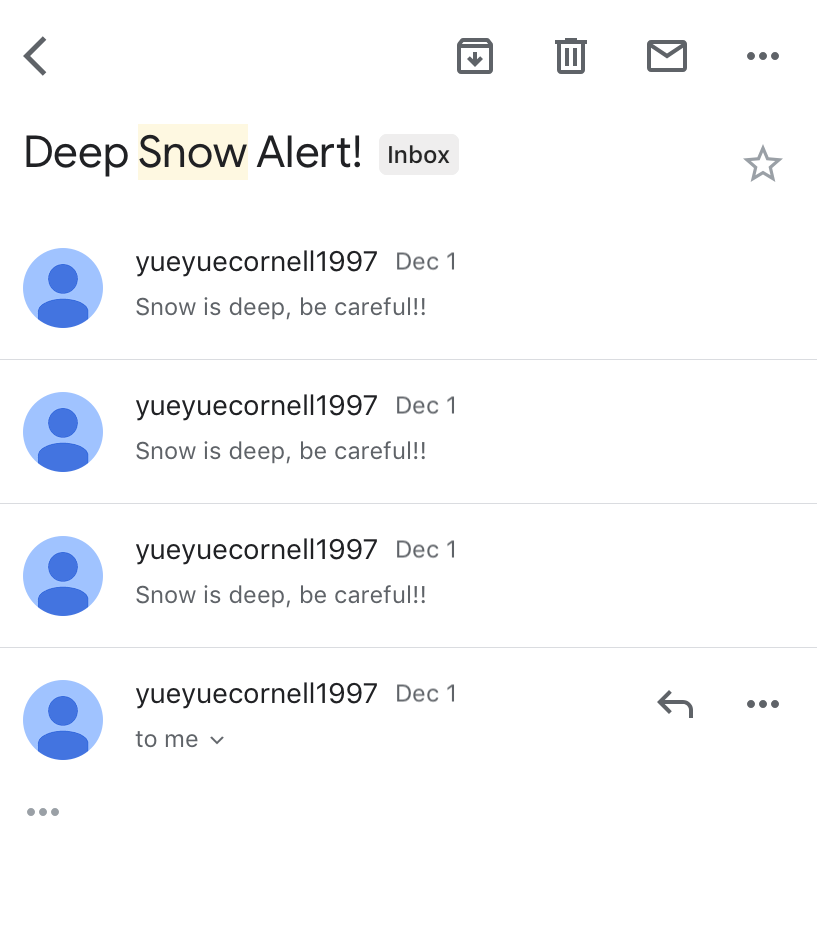 Deep Snow Alert! Inbox
yueyuecornell1997 Dec 1
Snow is deep, be careful!!
yueyuecornell1997 Dec 1
Snow is deep, be careful!!
yueyuecornell1997 Dec 1
Snow is deep, be careful!!
yueyuecornell1997 Dec 1
to me